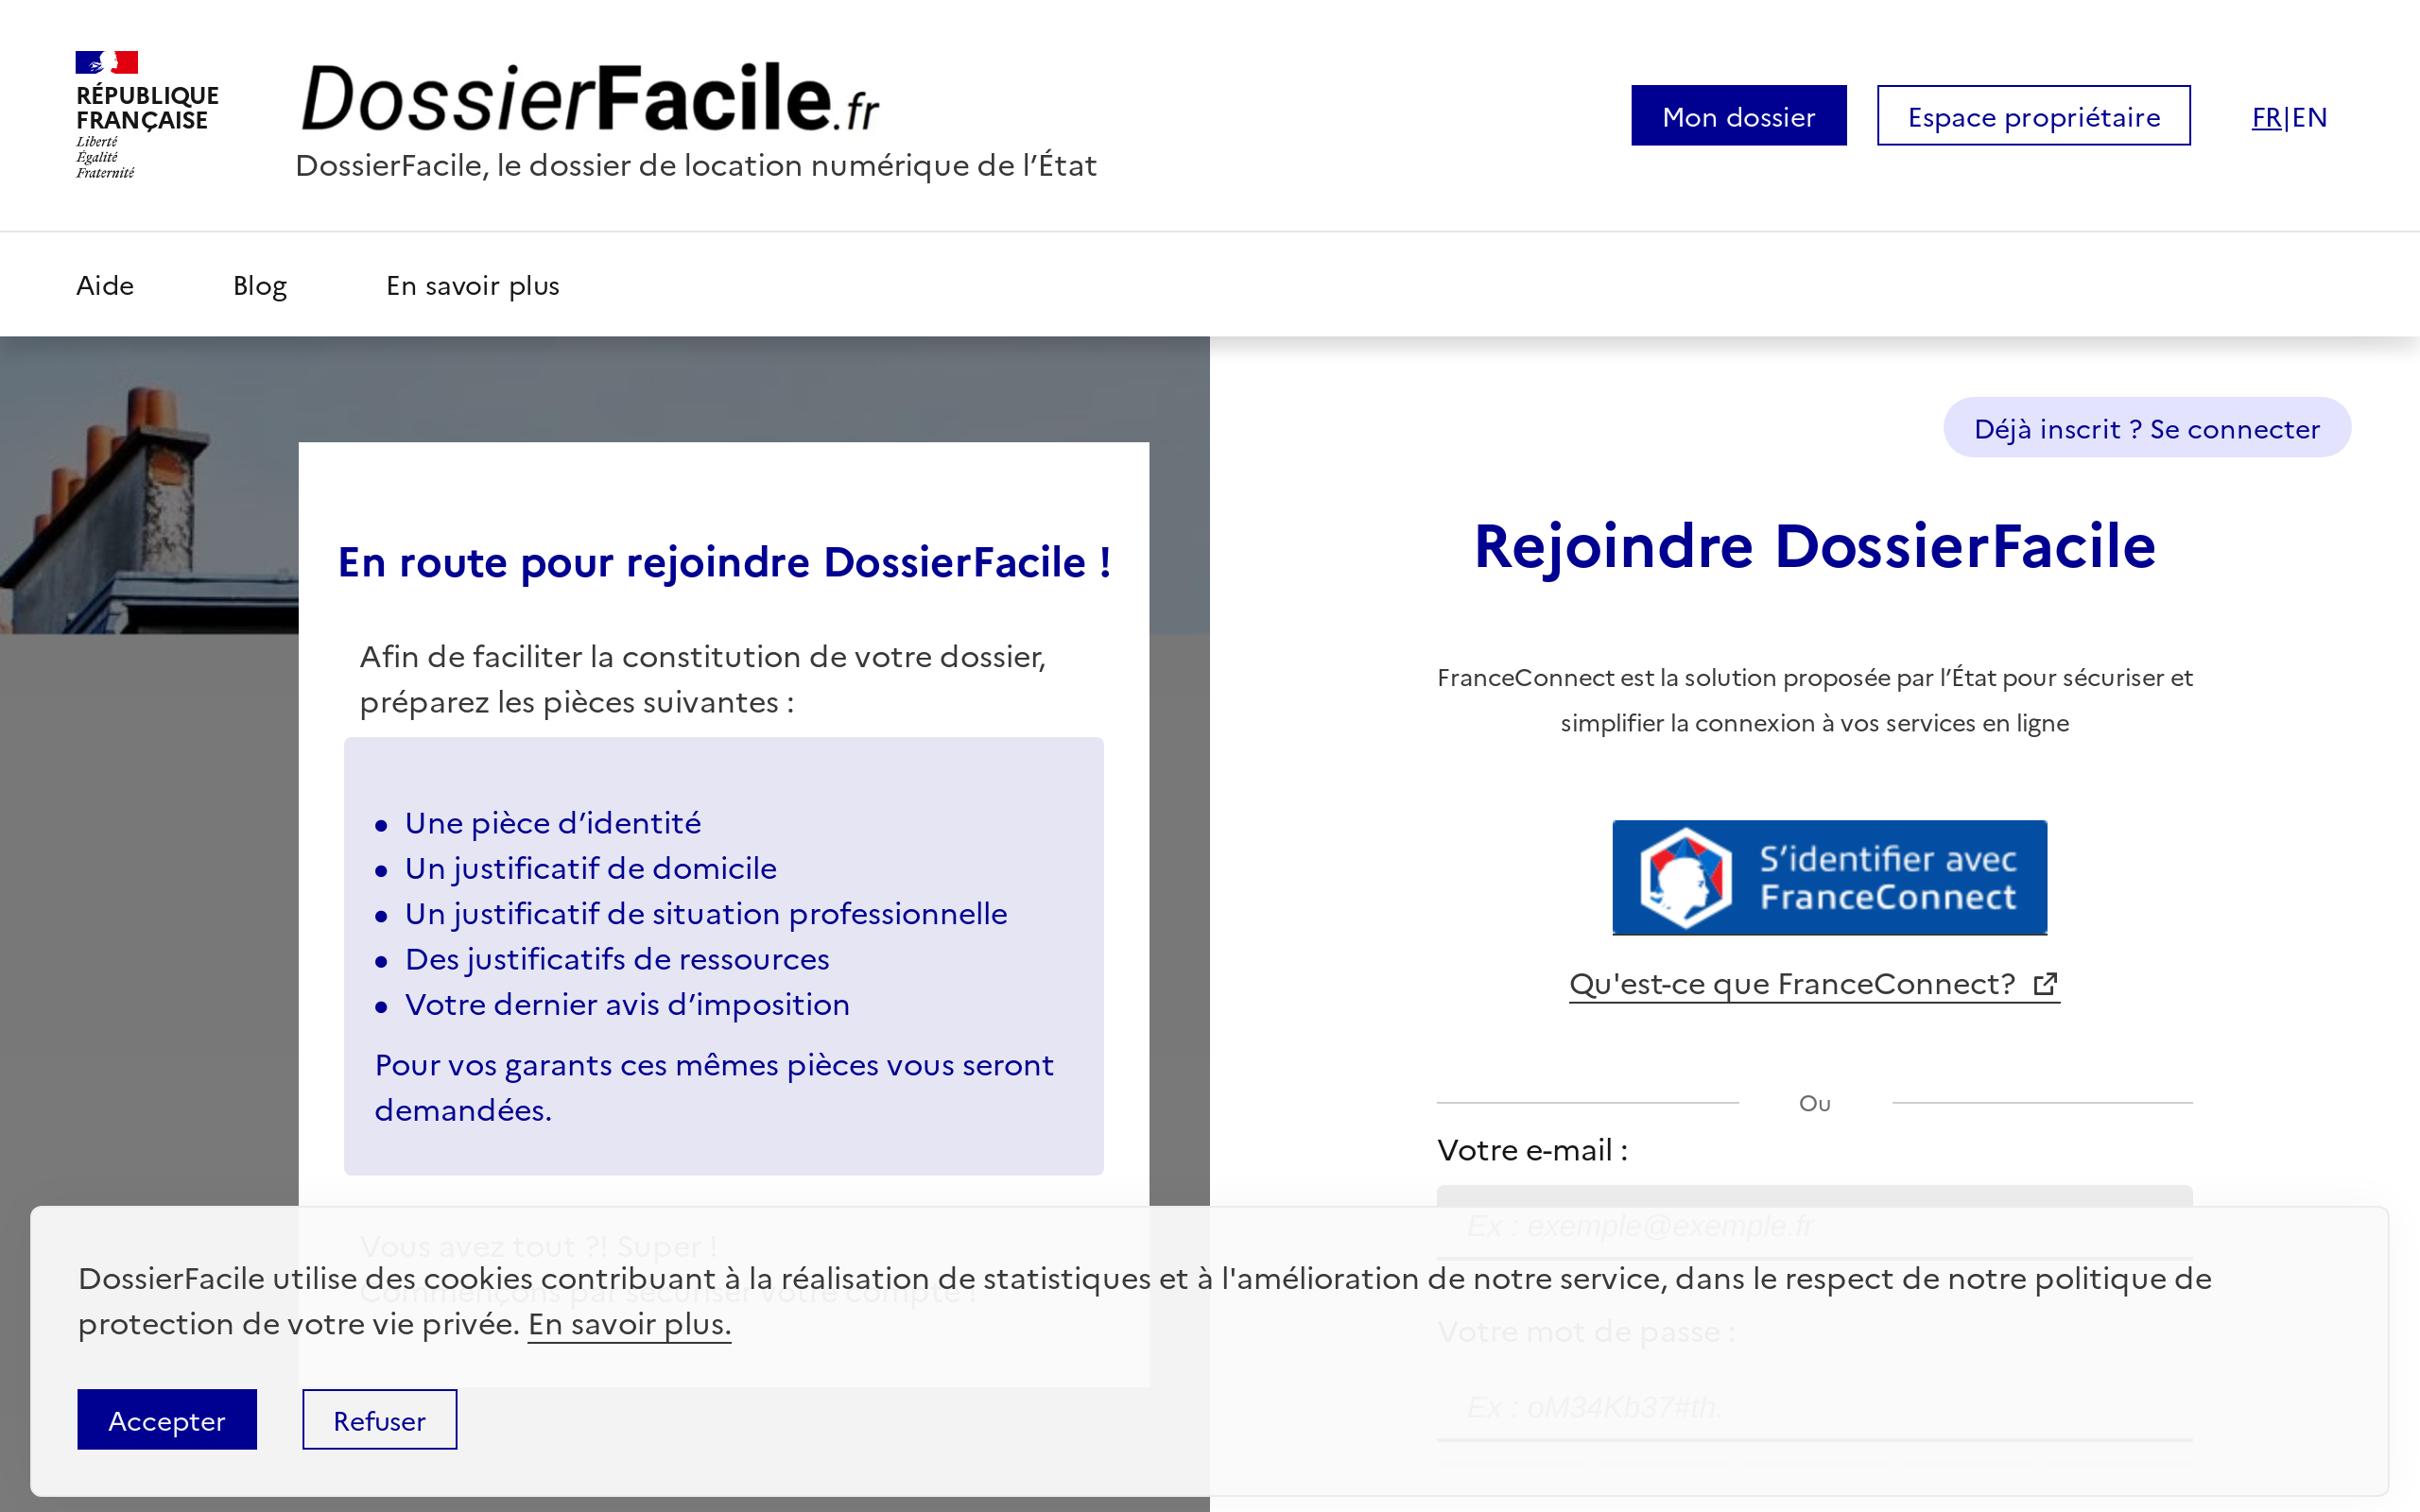 RÉPUBLIQUE
FRANÇAISE
Liberté
Égalité
Fraternité
DossierFacile.fr
DossierFacile, le dossier de location numérique de l’État
Mon dossier
Espace propriétaire
FR|EN
Aide
Blog
En savoir plus
En route pour rejoindre DossierFacile !
Afin de faciliter la constitution de votre dossier,
préparez les pièces suivantes :
Une pièce d’identité
Un justificatif de domicile
Un justificatif de situation professionnelle
Des justificatifs de ressources
Votre dernier avis d’imposition
Pour vos garants ces mêmes pièces vous seront
demandées.
Vous avez tout ?! Super !
Commençons par sécuriser votre compte !
Déjà inscrit ? Se connecter
Rejoindre DossierFacile
FranceConnect est la solution proposée par l’État pour sécuriser et
simplifier la connexion à vos services en ligne
S’identifier avec
FranceConnect
Qu'est-ce que FranceConnect?
Ou
Votre e-mail :
Ex : exemple@exemple.fr
Votre mot de passe :
Ex : oM34Kb37#th.
DossierFacile utilise des cookies contribuant à la réalisation de statistiques et à l'amélioration de notre service, dans le respect de notre politique de
protection de votre vie privée. En savoir plus.
Accepter
Refuser